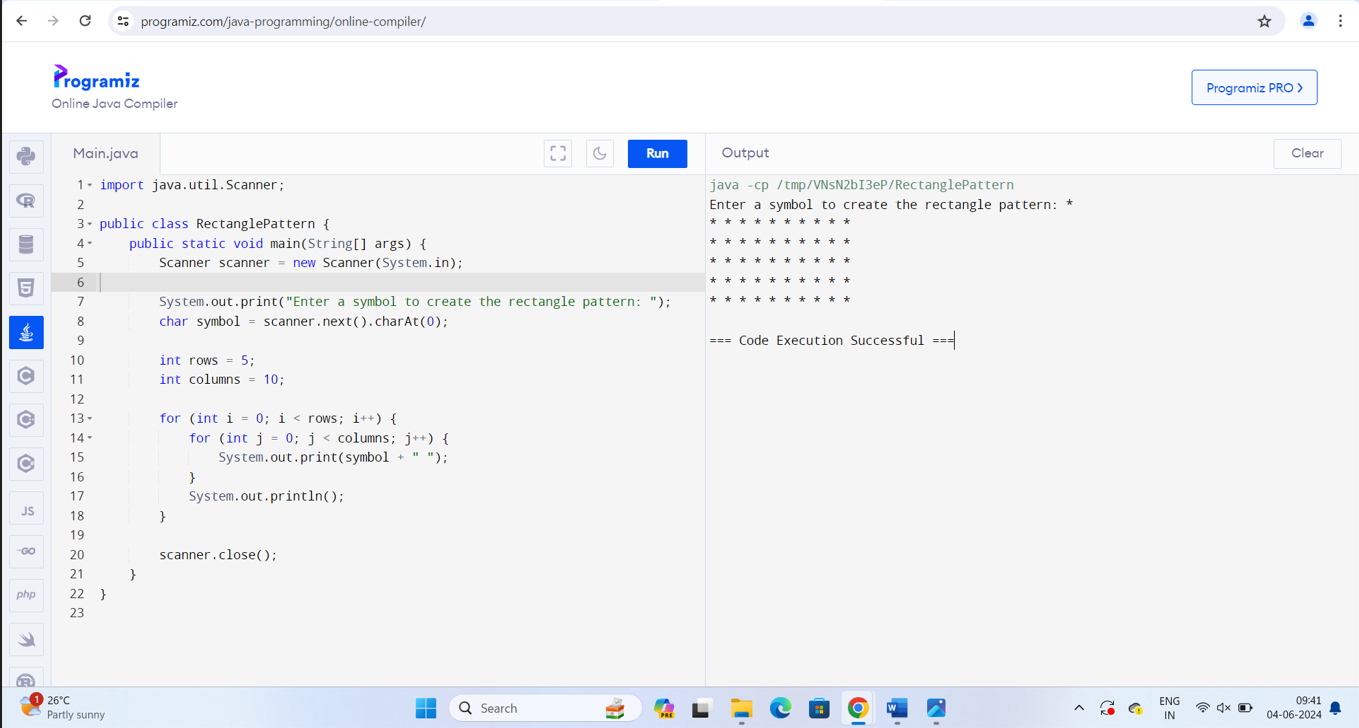 programiz.com/java-programming/online-compiler/
Programiz
Online Java Compiler
Programiz PRO
Main.java
Run
Output
Clear
1 import java.util.Scanner;
2
3 public class RectanglePattern {
4 public static void main(String[] args) {
5 Scanner scanner = new Scanner(System.in);
6
7 System.out.print("Enter a symbol to create the rectangle pattern: ");
8 char symbol = scanner.next().charAt(0);
9
10 int rows = 5;
11 int columns = 10;
12
13 for (int i = 0; i < rows; i++) {
14 for (int j = 0; j < columns; j++) {
15 System.out.print(symbol + " ");
16 }
17 System.out.println();
18 }
19
20 scanner.close();
21 }
22 }
23
java -cp /tmp/VNsN2bI3eP/RectanglePattern
Enter a symbol to create the rectangle pattern: *
* * * * * * * * * *
* * * * * * * * * *
* * * * * * * * * *
* * * * * * * * * *
* * * * * * * * * *
=== Code Execution Successful ===
JS
GO
php
1
26°C
Partly sunny
Search
PRE
W
ENG
IN
09:41
04-06-2024